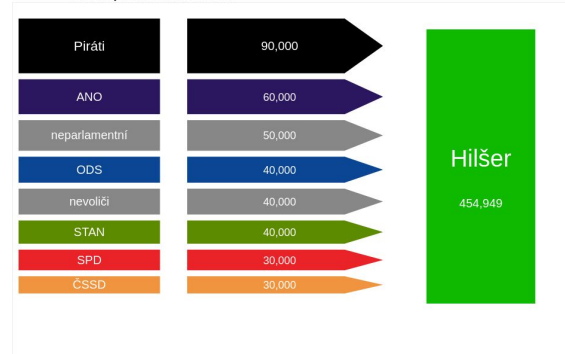 Piráti 90,000
ANO 60,000
neparlamentní 50,000
ODS 40,000
nevoliči 40,000
STAN 40,000
SPD 30,000
ČSSD 30,000
Hilšer
454,949